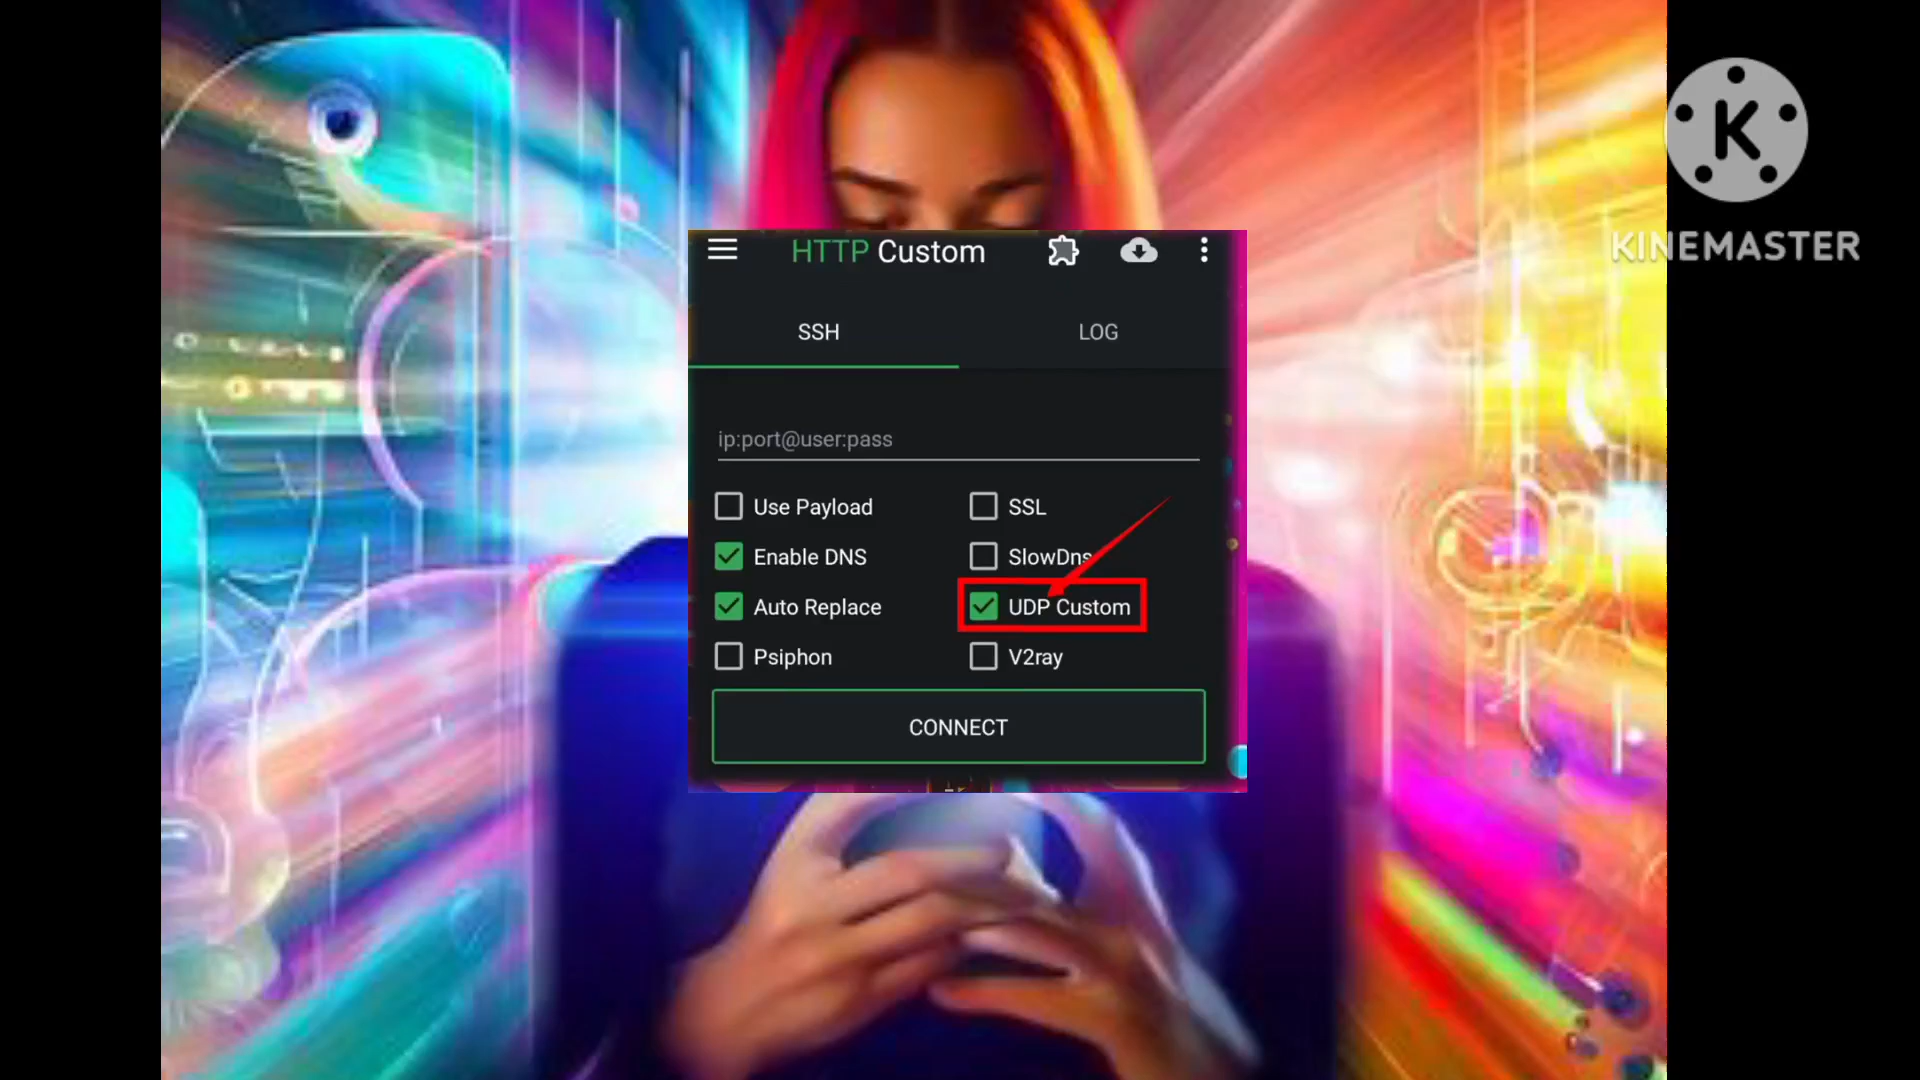 K
KINEMASTER
HTTP Custom
SSH LOG
ip:port@user:pass
Use Payload SSL
Enable DNS SlowDns
Auto Replace UDP Custom
Psiphon V2ray
CONNECT